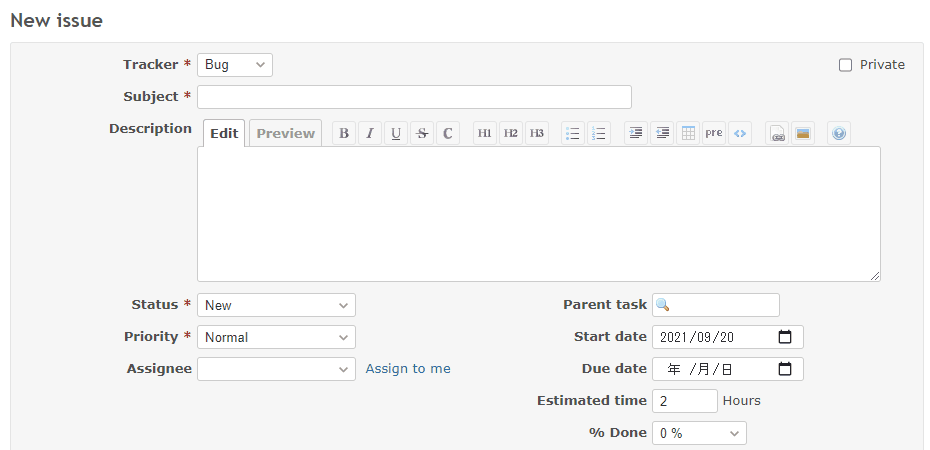 New issue
Tracker * Bug Private
Subject *
Description Edit Preview B I U S C H1 H2 H3 pre <> ?
Status * New Parent task
Priority * Normal Start date 2021/09/20
Assignee Assign to me Due date 年 /月/日
Estimated time 2 Hours
% Done 0 %